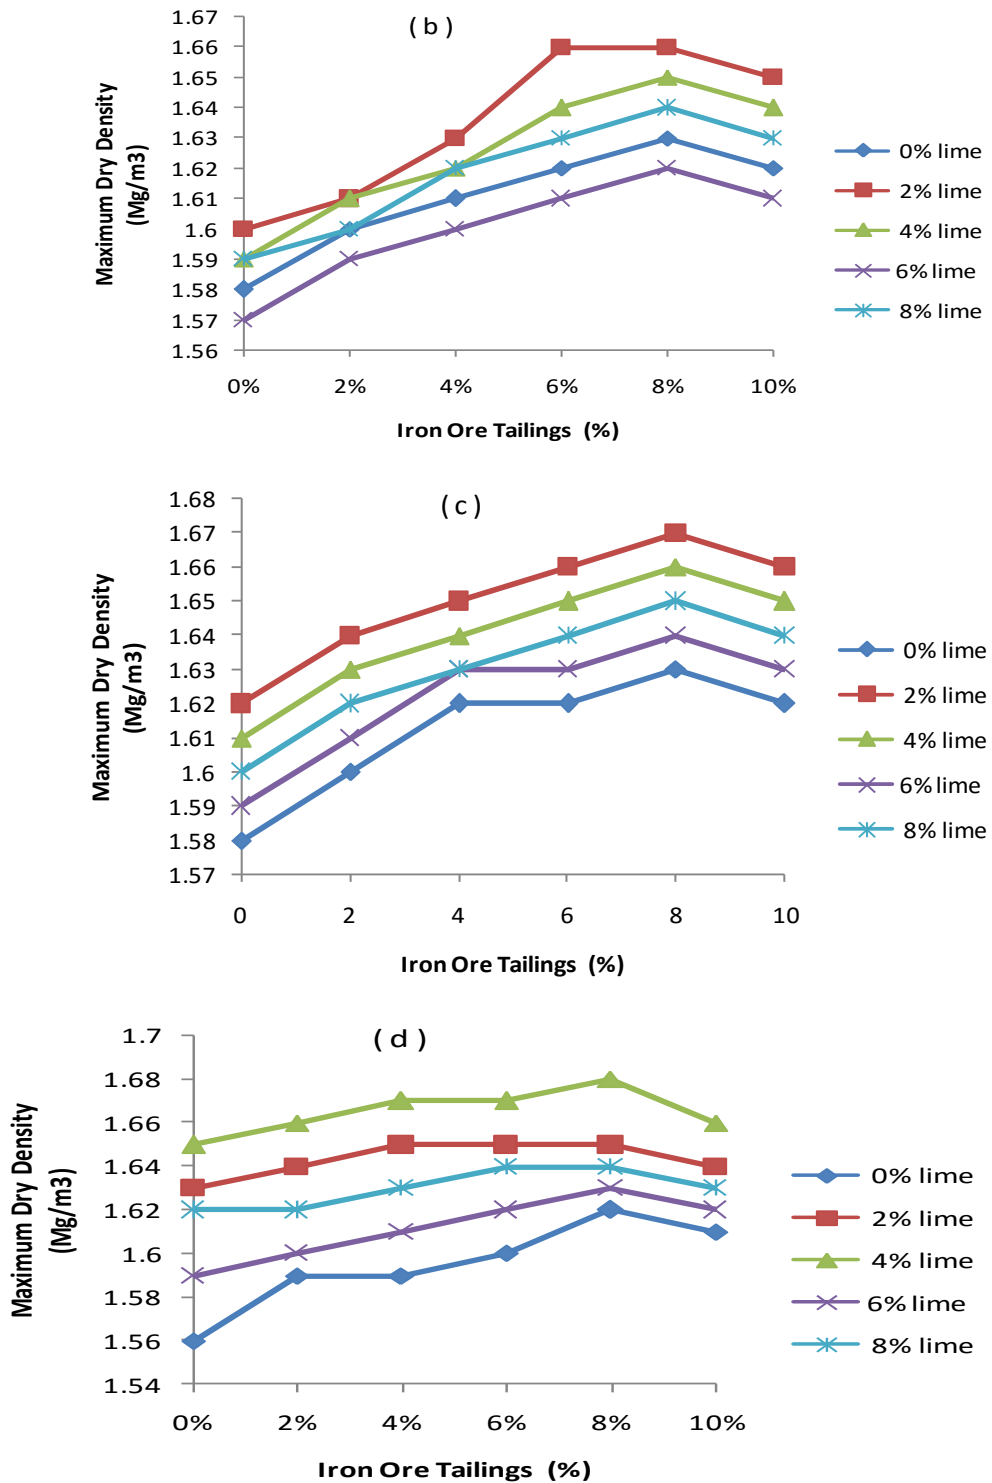 ( b )
Maximum Dry Density
(Mg/m3)
1.67
1.66
1.65
1.64
1.63
1.62
1.61
1.6
1.59
1.58
1.57
1.56
0% 2% 4% 6% 8% 10%
Iron Ore Tailings (%)
0% lime
2% lime
4% lime
6% lime
8% lime
( c )
Maximum Dry Density
(Mg/m3)
1.68
1.67
1.66
1.65
1.64
1.63
1.62
1.61
1.6
1.59
1.58
1.57
0 2 4 6 8 10
Iron Ore Tailings (%)
0% lime
2% lime
4% lime
6% lime
8% lime
( d )
Maximum Dry Density
(Mg/m3)
1.7
1.68
1.66
1.64
1.62
1.6
1.58
1.56
1.54
0% 2% 4% 6% 8% 10%
Iron Ore Tailings (%)
0% lime
2% lime
4% lime
6% lime
8% lime